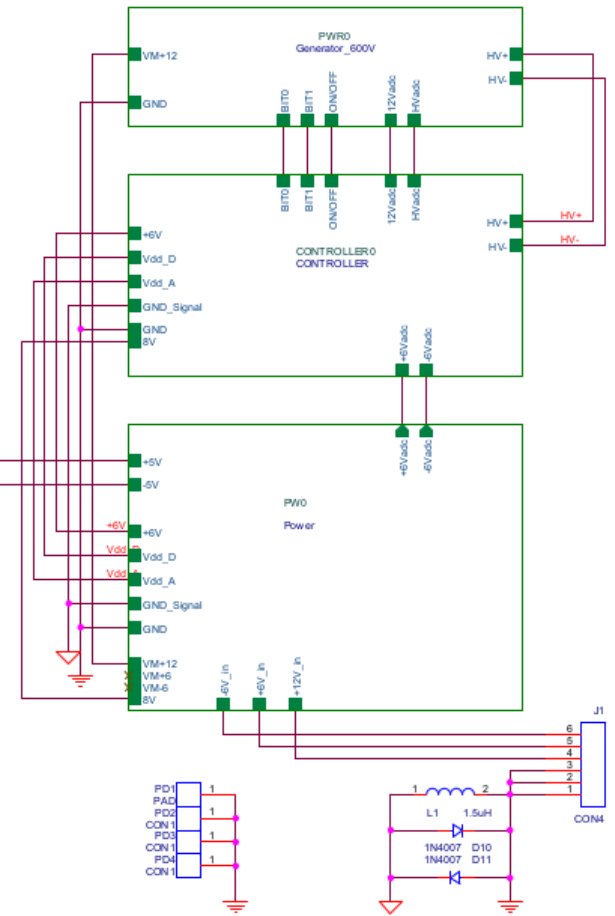 PWR0
Generator_600V
VM+12
GND
HV+
HV-
BIT0
BIT1
ON/OFF
12Vadc
HVadc
BIT0
BIT1
ON/OFF
12Vadc
HVadc
HV+
HV-
HV+
HV-
+6V
Vdd_D
Vdd_A
GND_Signal
GND
8V
CONTROLLER0
CONTROLLER
+6Vadc
-6Vadc
+6Vadc
-6Vadc
+5V
-5V
PW0
Power
+6V
+6V
Vdd_D
Vdd_D
Vdd_A
Vdd_A
GND_Signal
GND
VM+12
VM+6
VM-6
8V
-6V_in
+6V_in
+12V_in
J1
6
5
4
3
2
1
CON4
PD1
PAD
1
PD2
CON1
1
PD3
CON1
1
PD4
CON1
1
1
2
L1 1.5uH
1N4007 D10
1N4007 D11